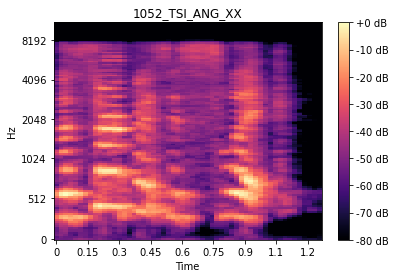 1052_TSI_ANG_XX
8192
4096
2048
1024
512
0
Hz
0 0.15 0.3 0.45 0.6 0.75 0.9 1.1 1.2
Time
+0 dB
-10 dB
-20 dB
-30 dB
-40 dB
-50 dB
-60 dB
-70 dB
-80 dB